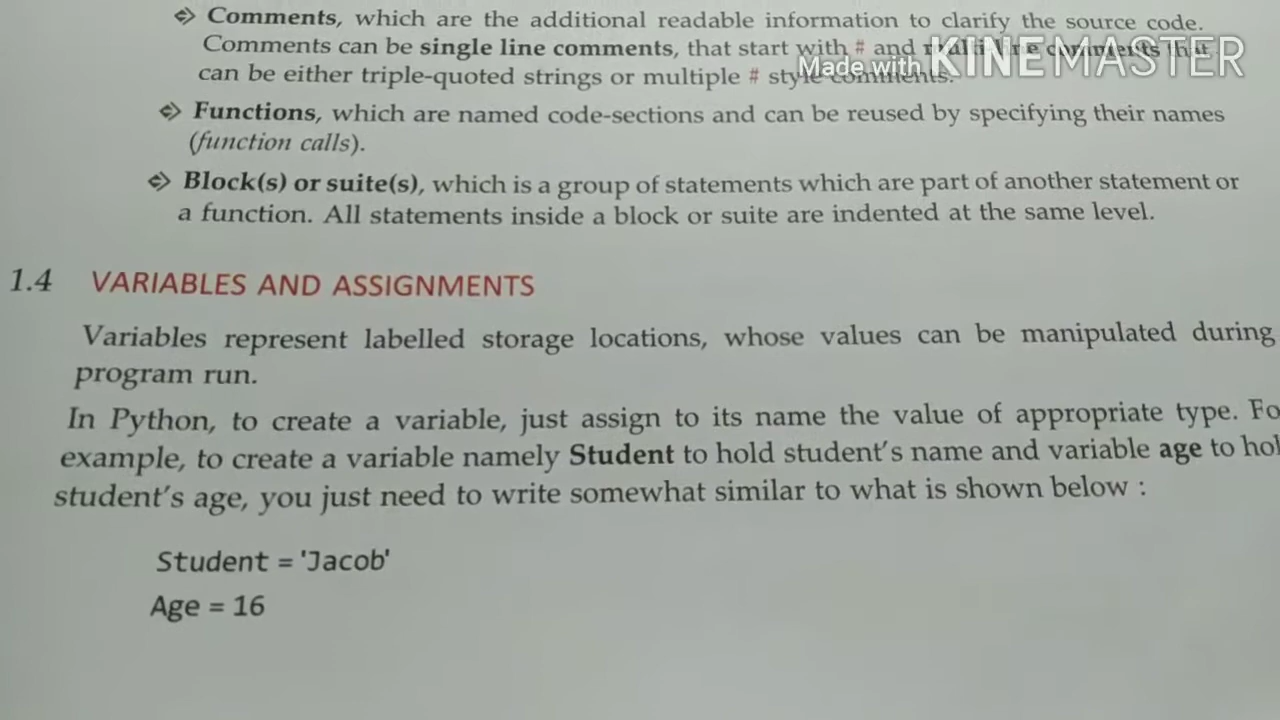 Comments, which are the additional readable information to clarify the source code.
Comments can be single line comments, that start with # and multi line comments that
can be either triple-quoted strings or multiple # style comments.
Made with KINEMASTER
Functions, which are named code-sections and can be reused by specifying their names
(function calls).
Block(s) or suite(s), which is a group of statements which are part of another statement or
a function. All statements inside a block or suite are indented at the same level.
1.4 VARIABLES AND ASSIGNMENTS
Variables represent labelled storage locations, whose values can be manipulated during
program run.
In Python, to create a variable, just assign to its name the value of appropriate type. Fo
example, to create a variable namely Student to hold student's name and variable age to hol
student's age, you just need to write somewhat similar to what is shown below :
Student = 'Jacob'
Age = 16